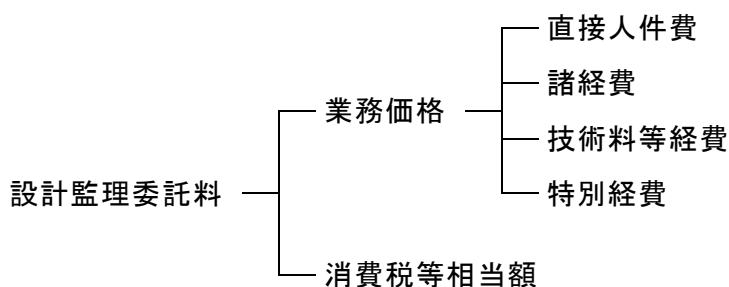 直接人件費
諸経費
業務価格
技術料等経費
設計監理委託料
特別経費
消費税等相当額